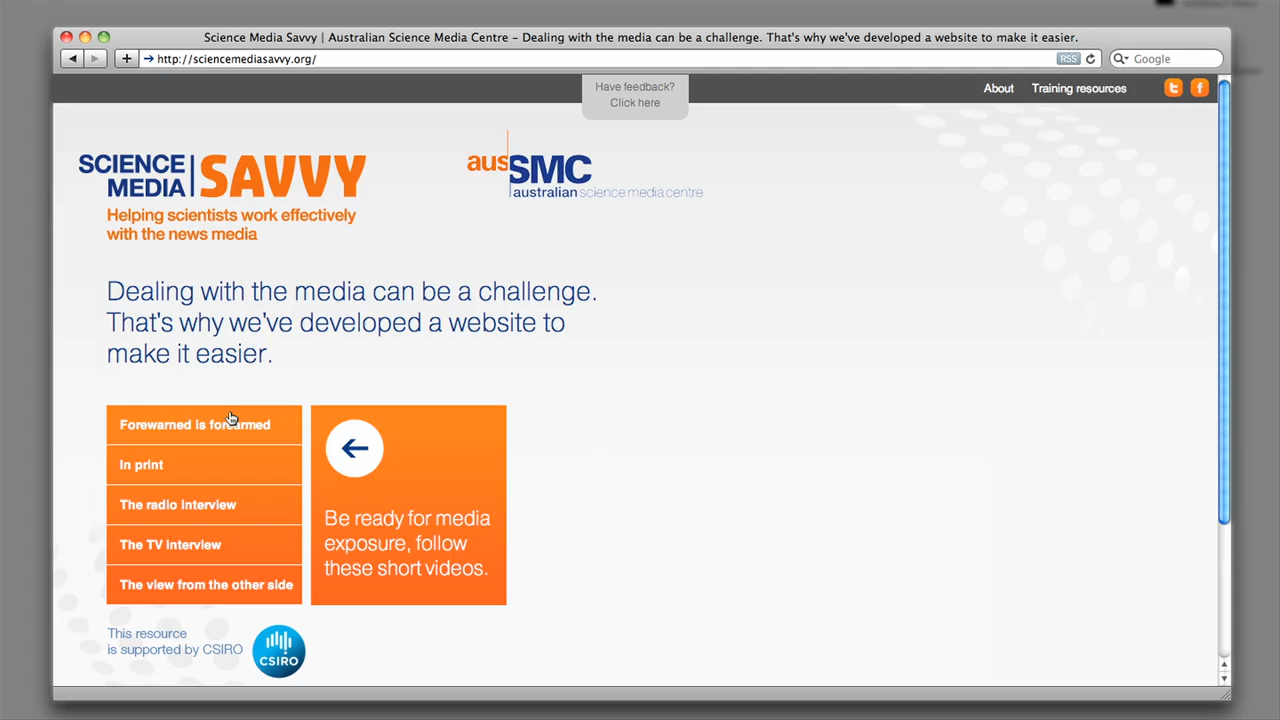 Science Media Savvy | Australian Science Media Centre – Dealing with the media can be a challenge. That's why we've developed a website to make it easier.
http://sciencemediasavvy.org/
RSS
Google
Have feedback?
Click here
About
Training resources
SCIENCE
MEDIA
SAVVY
Helping scientists work effectively
with the news media
aus
SMC
australian science media centre
Dealing with the media can be a challenge.
That's why we've developed a website to
make it easier.
Forewarned is forearmed
In print
The radio interview
The TV interview
The view from the other side
Be ready for media
exposure, follow
these short videos.
This resource
is supported by CSIRO
CSIRO